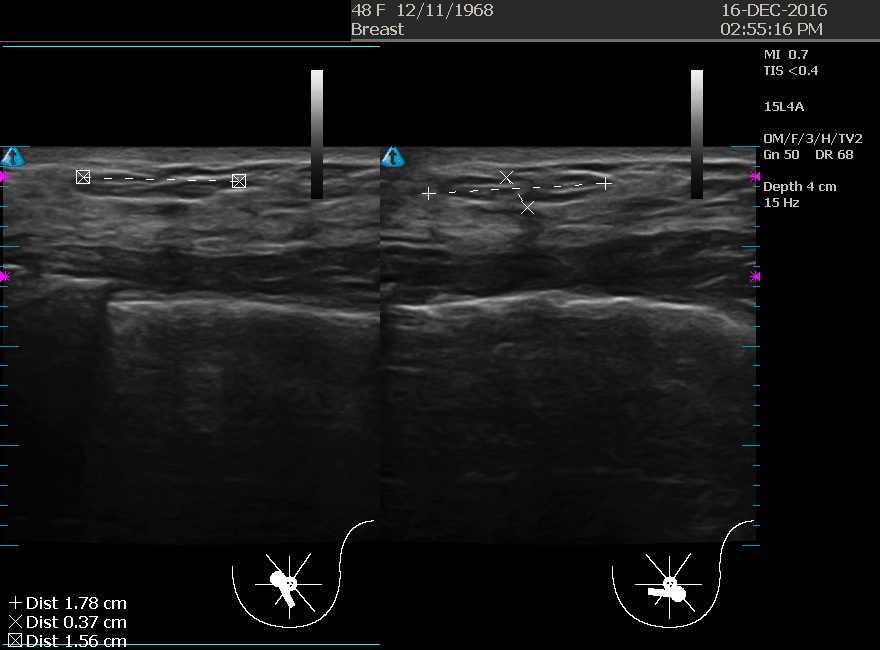 48 F 12/11/1968
Breast
16-DEC-2016
02:55:16 PM
MI 0.7
TIS <0.4
15L4A
OM/F/3/H/TV2
Gn 50 DR 68
Depth 4 cm
15 Hz
Dist 1.78 cm
Dist 0.37 cm
Dist 1.56 cm